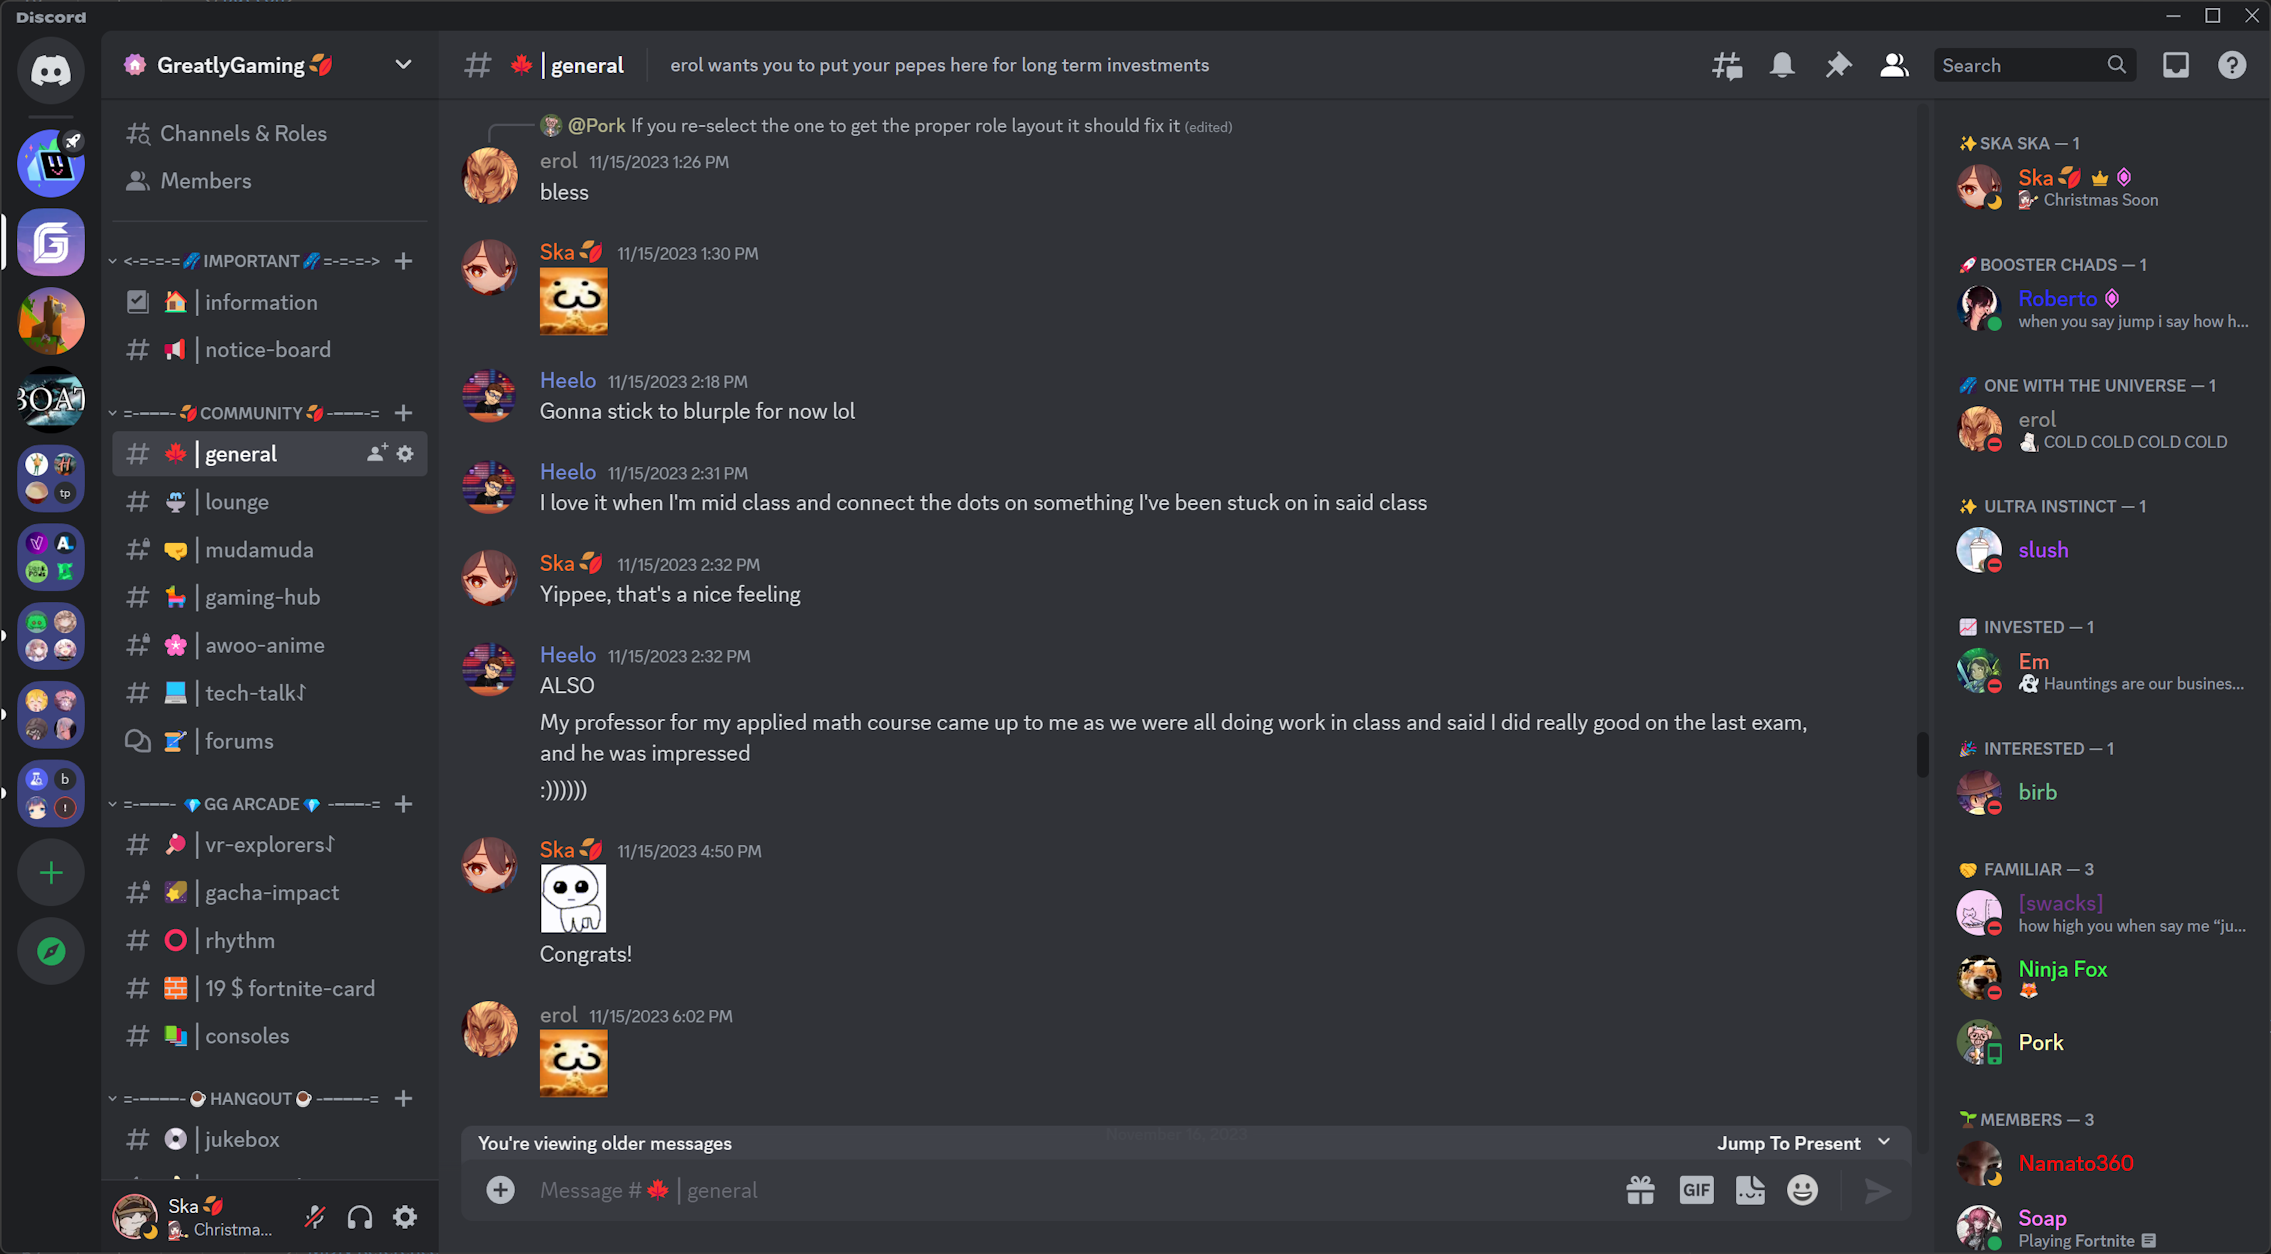 Discord
GreatlyGaming
Channels & Roles
Members
<-=-=-= IMPORTANT =-=-=->
| information
| notice-board
=-----
COMMUNITY
-----=
| general
| lounge
| mudamuda
| gaming-hub
| awoo-anime
| tech-talk
| forums
=----- GG ARCADE -----=
| vr-explorers
| gacha-impact
| rhythm
| 19 $ fortnite-card
| consoles
=------ HANGOUT ------=
| jukebox
Ska
Christma...
BOAT
tp
b
# | general
erol wants you to put your pepes here for long term investments
Search
@Pork If you re-select the one to get the proper role layout it should fix it (edited)
erol 11/15/2023 1:26 PM
bless
Ska 11/15/2023 1:30 PM
Heelo 11/15/2023 2:18 PM
Gonna stick to blurple for now lol
Heelo 11/15/2023 2:31 PM
I love it when I'm mid class and connect the dots on something I've been stuck on in said class
Ska 11/15/2023 2:32 PM
Yippee, that's a nice feeling
Heelo 11/15/2023 2:32 PM
ALSO
My professor for my applied math course came up to me as we were all doing work in class and said I did really good on the last exam,
and he was impressed
:))))))
Ska 11/15/2023 4:50 PM
Congrats!
erol 11/15/2023 6:02 PM
November 16, 2023
You're viewing older messages
Jump To Present
Message # | general
GIF
SKA SKA — 1
Ska
Christmas Soon
BOOSTER CHADS — 1
Roberto
when you say jump i say how h...
ONE WITH THE UNIVERSE — 1
erol
COLD COLD COLD COLD
ULTRA INSTINCT — 1
slush
INVESTED — 1
Em
Hauntings are our busines...
INTERESTED — 1
birb
FAMILIAR — 3
[swacks]
how high you when say me “ju...
Ninja Fox
Pork
MEMBERS — 3
Namato360
Soap
Playing Fortnite